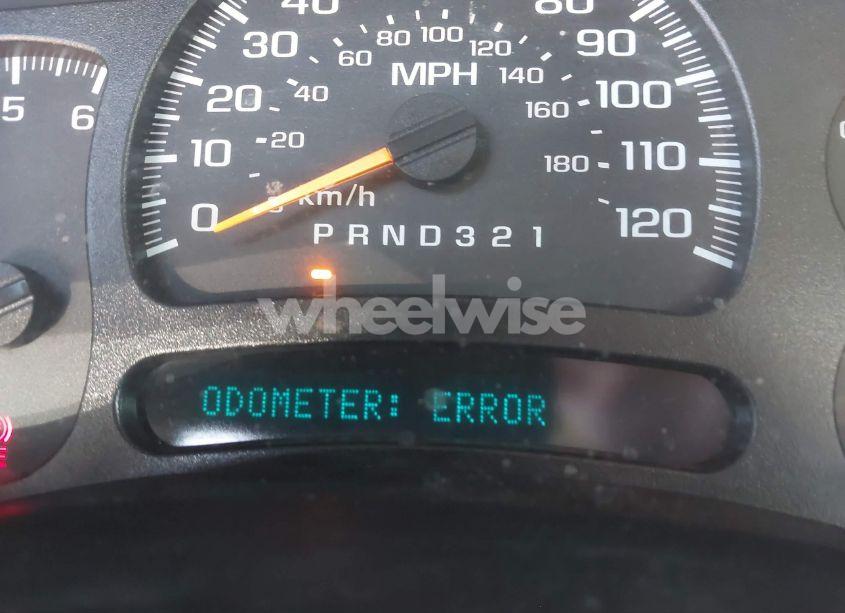 40 80
30 80 100 120 90
5 60 MPH 140
6 20 40 160 100
10 20 180 110
0 km/h 120
PRND321
wheelwise
ODOMETER: ERROR